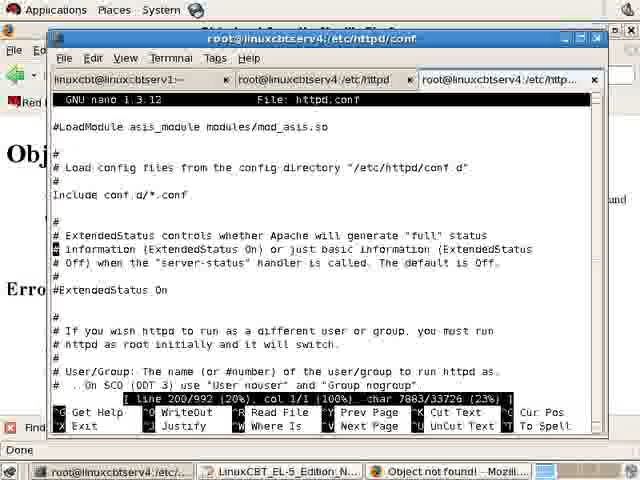 Applications Places System
root@linuxcbtserv4:/etc/httpd/conf
File Edit View Terminal Tabs Help
linuxcbt@linuxcbtserv1:~ root@linuxcbtserv4:/etc/httpd root@linuxcbtserv4:/etc/http...
GNU nano 1.3.12 File: httpd.conf
#LoadModule asis_module modules/mod_asis.so
#
# Load config files from the config directory "/etc/httpd/conf.d"
#
Include conf.d/*.conf
#
# ExtendedStatus controls whether Apache will generate "full" status
# information (ExtendedStatus On) or just basic information (ExtendedStatus
# Off) when the "server-status" handler is called. The default is Off.
#
#ExtendedStatus On
#
# If you wish httpd to run as a different user or group, you must run
# httpd as root initially and it will switch.
#
# User/Group: The name (or #number) of the user/group to run httpd as.
# . On SCO (ODT 3) use "User nouser" and "Group nogroup".
[ line 200/992 (20%), col 1/1 (100%), char 7883/33726 (23%) ]
^G Get Help ^O WriteOut ^R Read File ^Y Prev Page ^K Cut Text ^C Cur Pos
^X Exit ^J Justify ^W Where Is ^V Next Page ^U UnCut Text ^T To Spell
File
Red
Obj
und
Erro
Find
Done
root@linuxcbtserv4:/etc/... LinuxCBT_EL-5_Edition_N... Object not found! - Mozill...